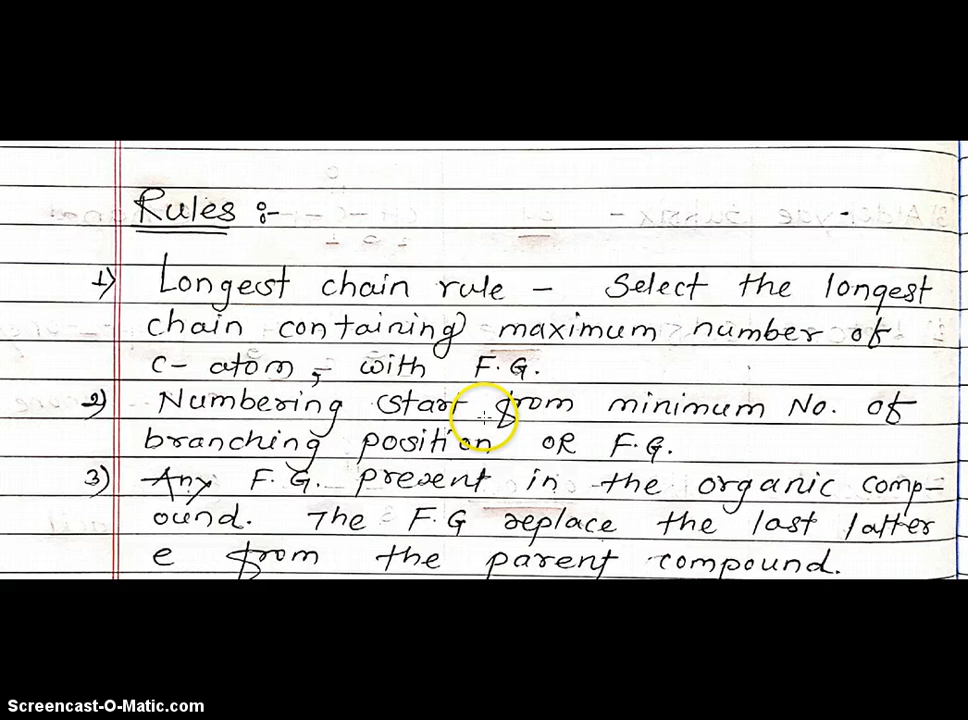 Rules :-
1) Longest chain rule - Select the longest
chain containing maximum number of
C- atom, - with F.G.
2) Numbering start from minimum No. of
branching position OR F.G.
3) Any F.G. present in the organic comp-
ound. The F.G replace the last latter
e from the parent compound.
Screencast-O-Matic.com